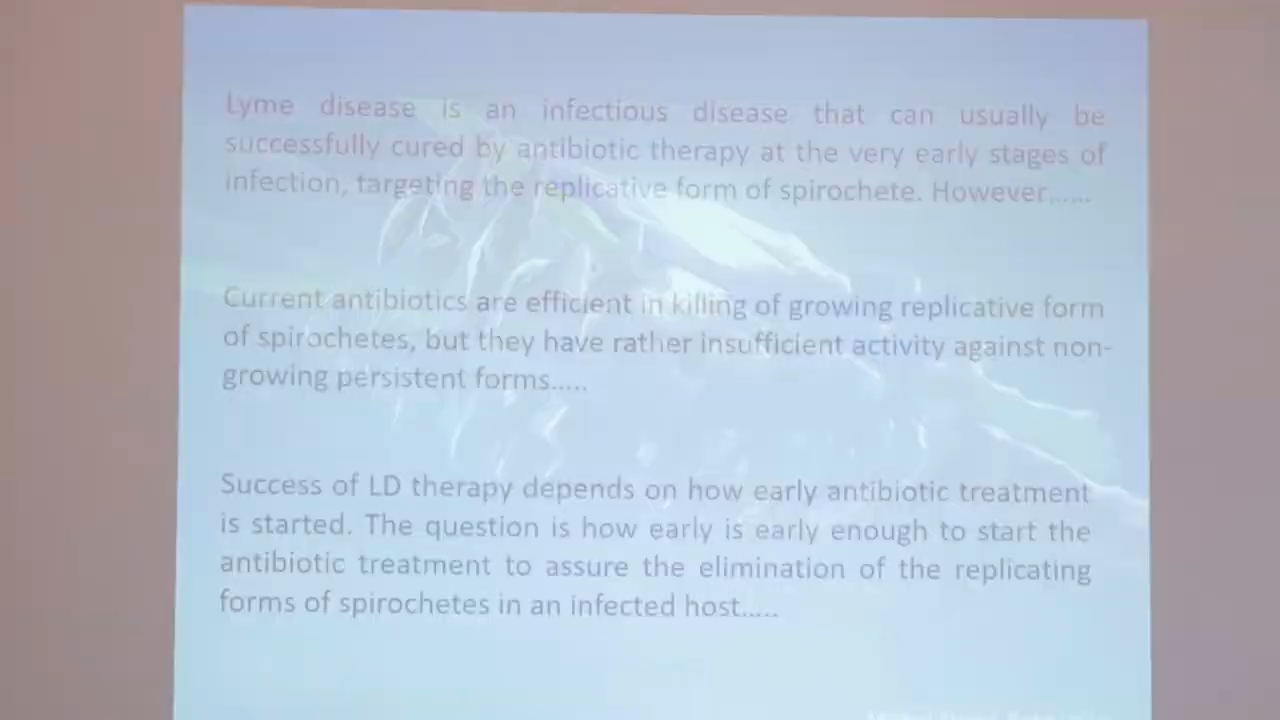 Lyme disease is an infectious disease that can usually be
successfully cured by antibiotic therapy at the very early stages of
infection, targeting the replicative form of spirochete. However......
Current antibiotics are efficient in killing of growing replicative form
of spirochetes, but they have rather insufficient activity against non-
growing persistent forms.....
Success of LD therapy depends on how early antibiotic treatment
is started. The question is how early is early enough to start the
antibiotic treatment to assure the elimination of the replicating
forms of spirochetes in an infected host.....